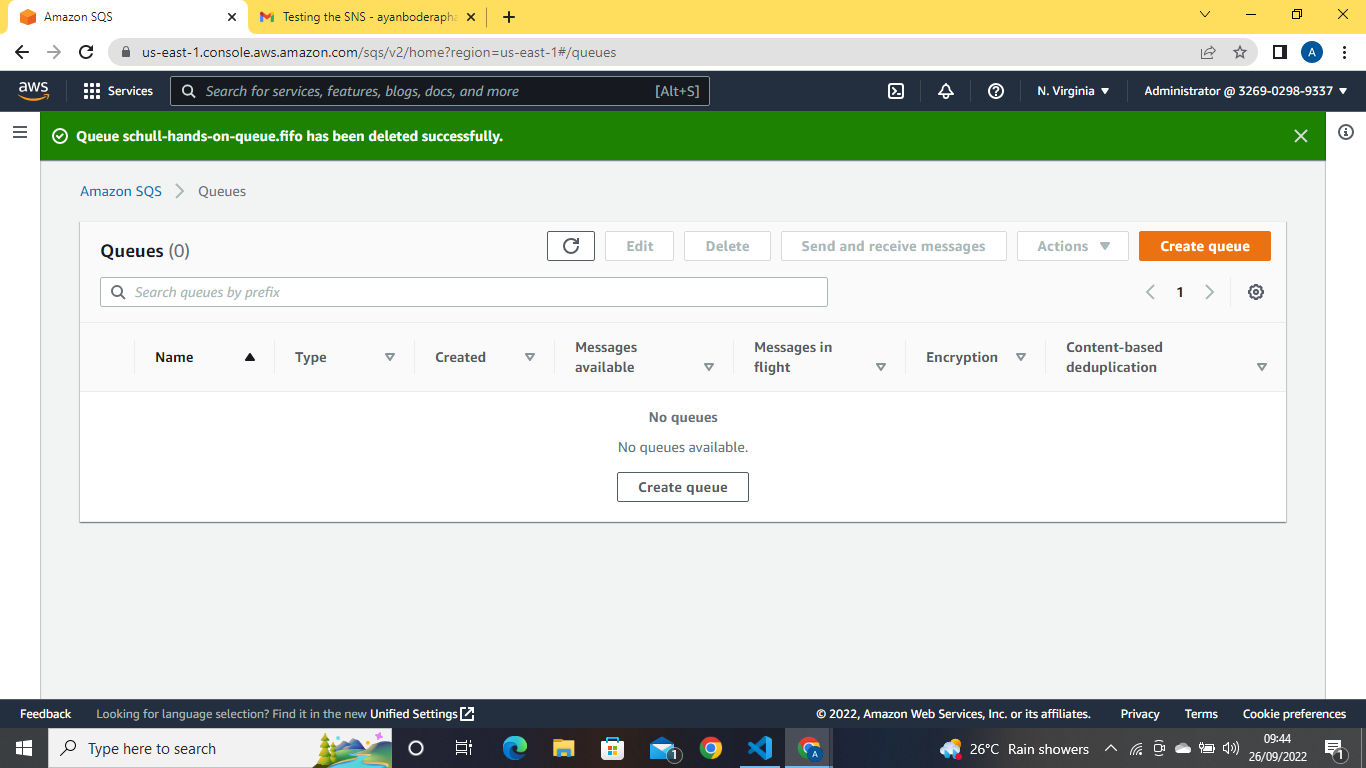 Amazon SQS
Testing the SNS - ayanboderapha
us-east-1.console.aws.amazon.com/sqs/v2/home?region=us-east-1#/queues
A
aws
Services
Search for services, features, blogs, docs, and more [Alt+S]
N. Virginia
Administrator @ 3269-0298-9337
Queue schull-hands-on-queue.fifo has been deleted successfully.
Amazon SQS
Queues
Queues (0)
Edit
Delete
Send and receive messages
Actions
Create queue
Search queues by prefix
1
Name
Type
Created
Messages available
Messages in flight
Encryption
Content-based deduplication
No queues
No queues available.
Create queue
Feedback
Looking for language selection? Find it in the new Unified Settings
© 2022, Amazon Web Services, Inc. or its affiliates.
Privacy
Terms
Cookie preferences
Type here to search
1
A
26°C Rain showers
09:44
26/09/2022
1